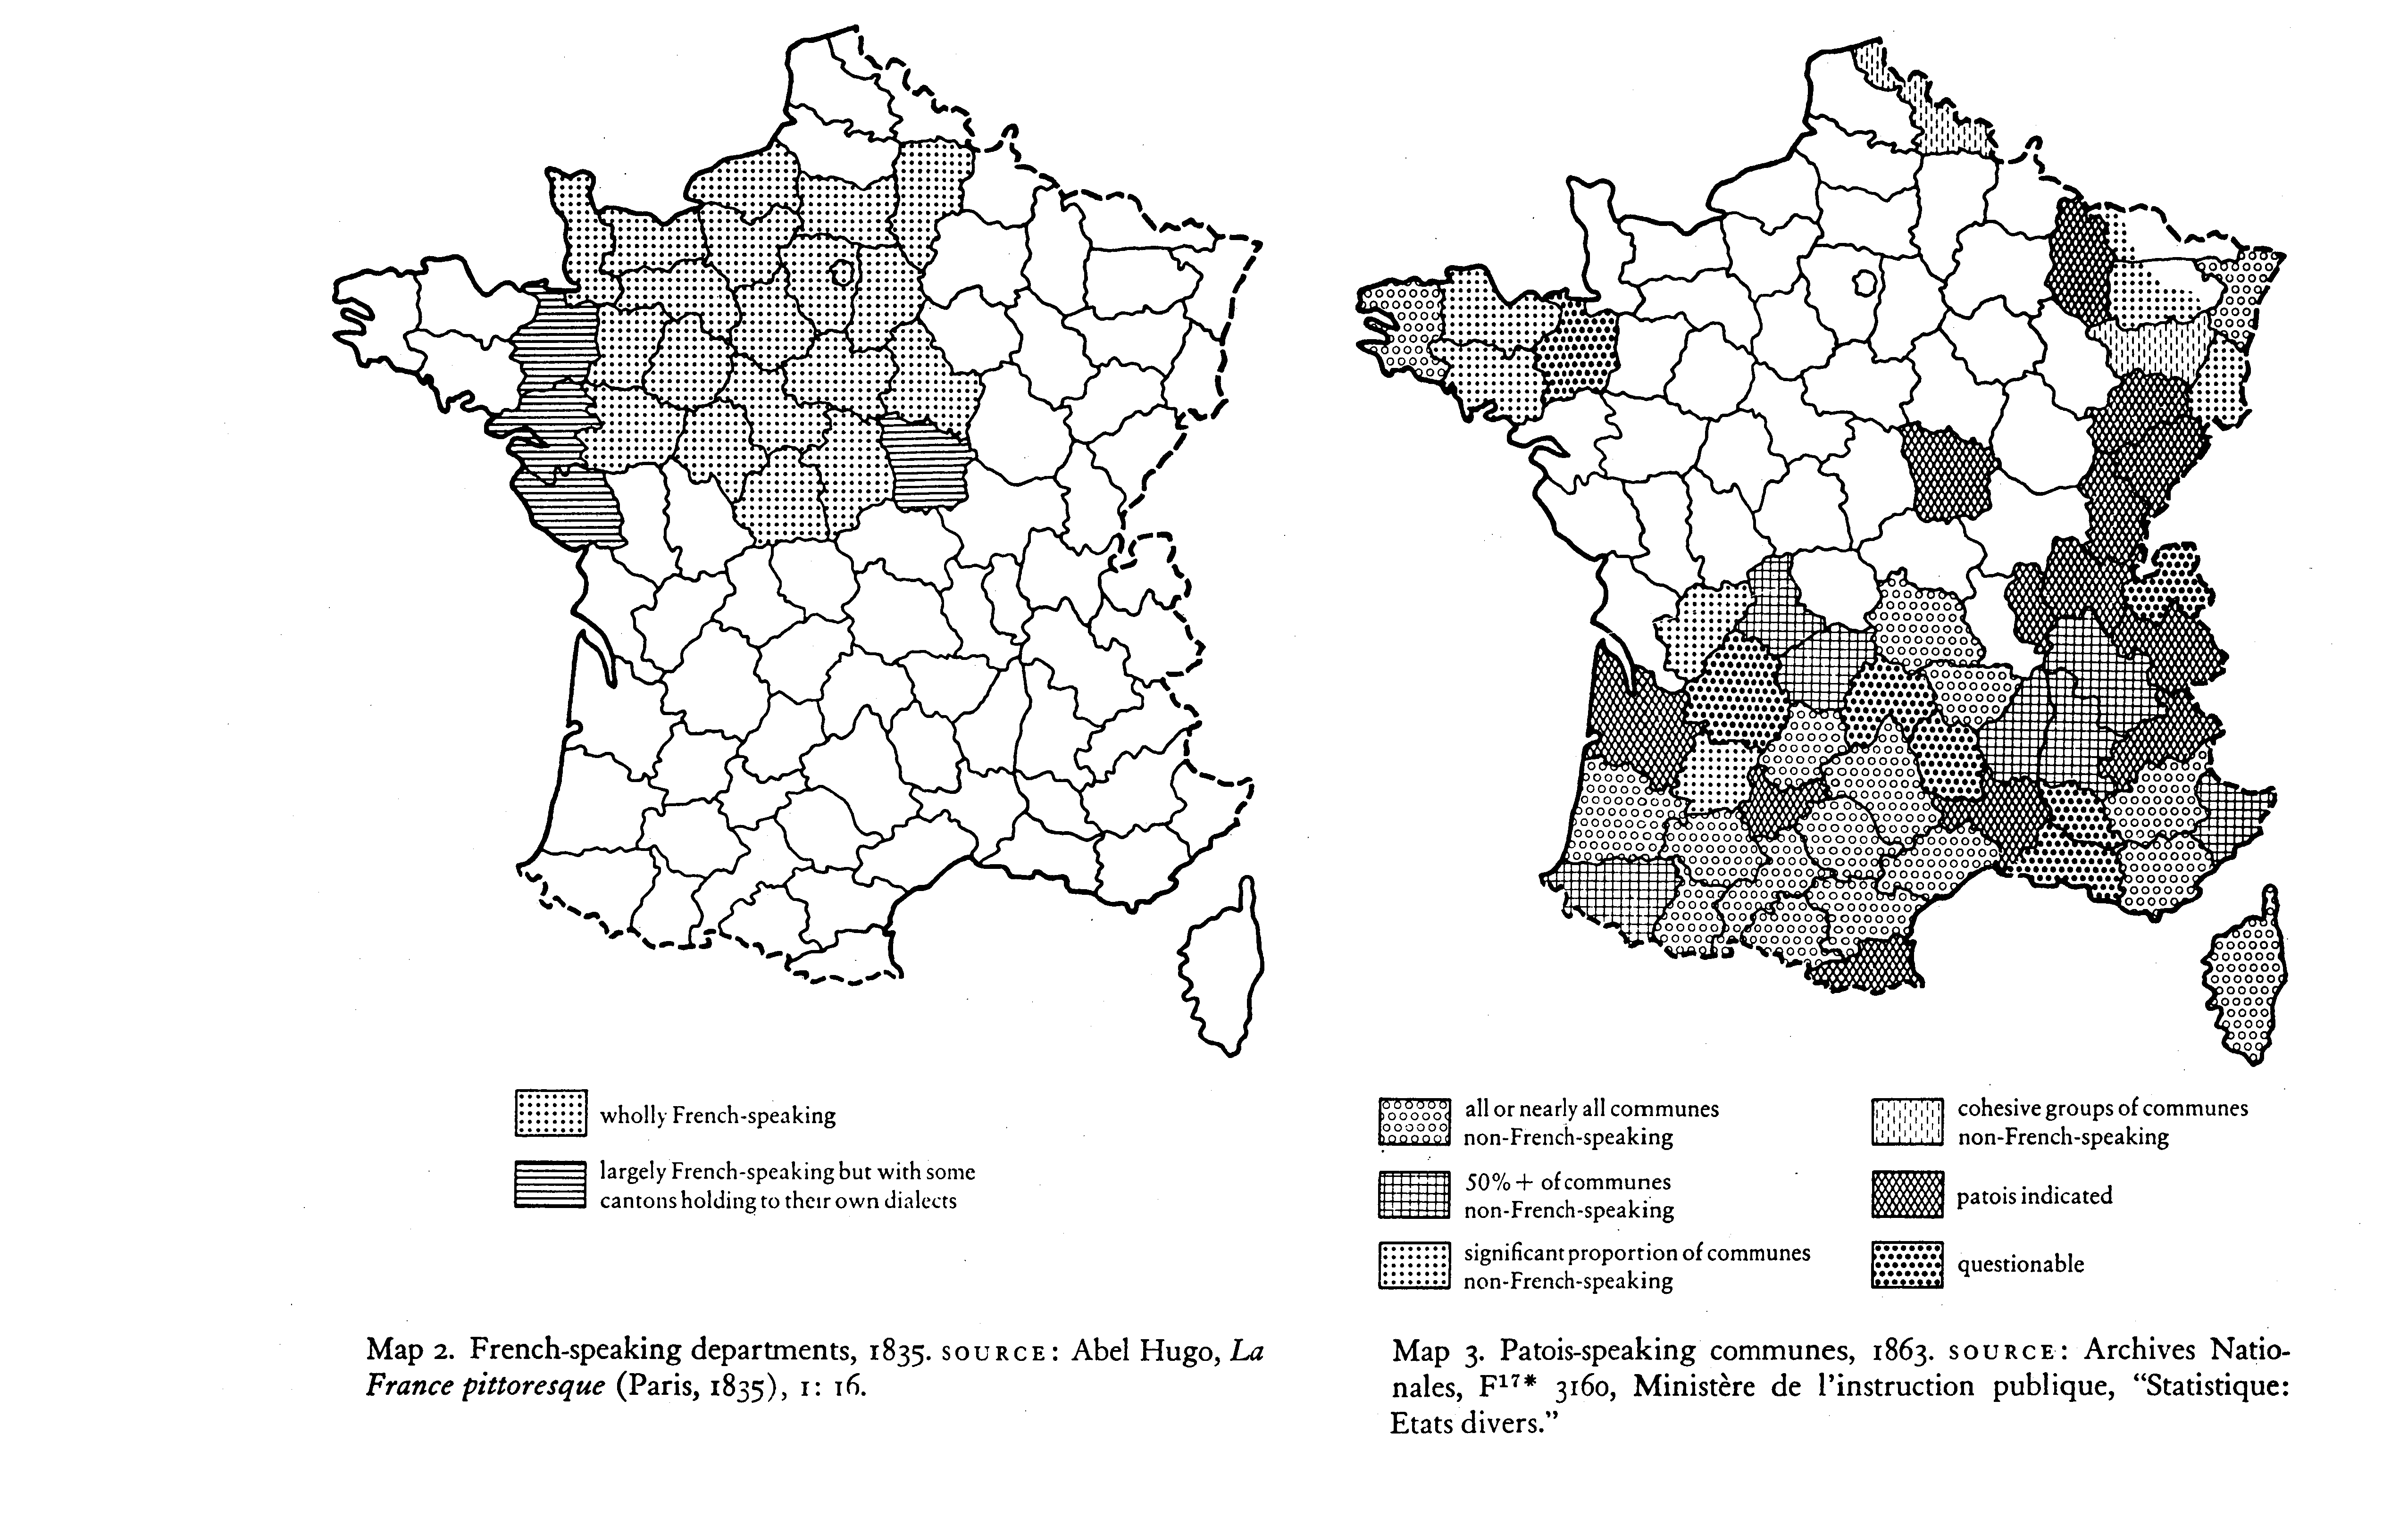 wholly French-speaking
largely French-speaking but with some
cantons holding to their own dialects
Map 2. French-speaking departments, 1835. SOURCE: Abel Hugo, La
France pittoresque (Paris, 1835), 1: 16.
all or nearly all communes
non-French-speaking
50% + of communes
non-French-speaking
significant proportion of communes
non-French-speaking
cohesive groups of communes
non-French-speaking
patois indicated
questionable
Map 3. Patois-speaking communes, 1863. SOURCE: Archives Natio-
nales, F¹⁷* 3160, Ministère de l'instruction publique, "Statistique:
Etats divers."